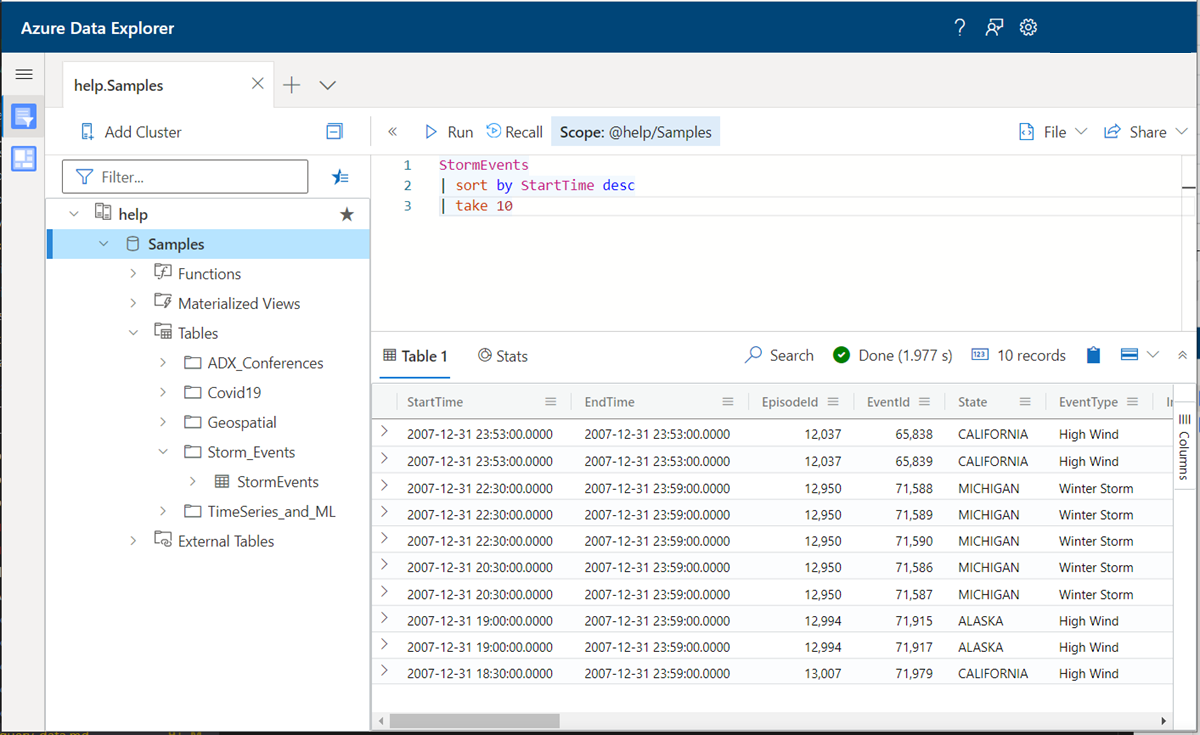 Azure Data Explorer
help.Samples
Add Cluster
Run Recall Scope: @help/Samples File Share
Filter...
help
Samples
Functions
Materialized Views
Tables
ADX_Conferences
Covid19
Geospatial
Storm_Events
StormEvents
TimeSeries_and_ML
External Tables
1 StormEvents
2 | sort by StartTime desc
3 | take 10
Table 1 Stats Search Done (1.977 s) 123 10 records
StartTime EndTime EpisodeId EventId State EventType
2007-12-31 23:53:00.0000 2007-12-31 23:53:00.0000 12,037 65,838 CALIFORNIA High Wind
2007-12-31 23:53:00.0000 2007-12-31 23:53:00.0000 12,037 65,839 CALIFORNIA High Wind
2007-12-31 22:30:00.0000 2007-12-31 23:59:00.0000 12,950 71,588 MICHIGAN Winter Storm
2007-12-31 22:30:00.0000 2007-12-31 23:59:00.0000 12,950 71,589 MICHIGAN Winter Storm
2007-12-31 22:30:00.0000 2007-12-31 23:59:00.0000 12,950 71,590 MICHIGAN Winter Storm
2007-12-31 20:30:00.0000 2007-12-31 23:59:00.0000 12,950 71,586 MICHIGAN Winter Storm
2007-12-31 20:30:00.0000 2007-12-31 23:59:00.0000 12,950 71,587 MICHIGAN Winter Storm
2007-12-31 19:00:00.0000 2007-12-31 23:59:00.0000 12,994 71,915 ALASKA High Wind
2007-12-31 19:00:00.0000 2007-12-31 23:59:00.0000 12,994 71,917 ALASKA High Wind
2007-12-31 18:30:00.0000 2007-12-31 23:59:00.0000 13,007 71,979 CALIFORNIA High Wind
Columns